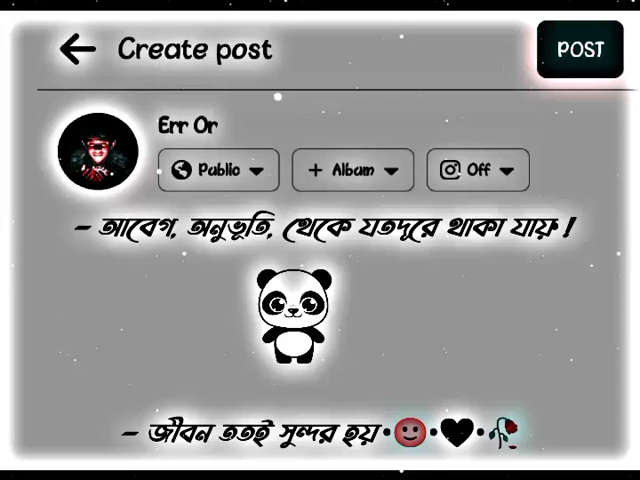 Create post
POST
Err Or
Public
+ Album
Off
– আবেগ, অনুভূতি, থেকে যতদূরে থাকা যায় !
– জীবন ততই সুন্দর হয়•🙂•🖤•🥀